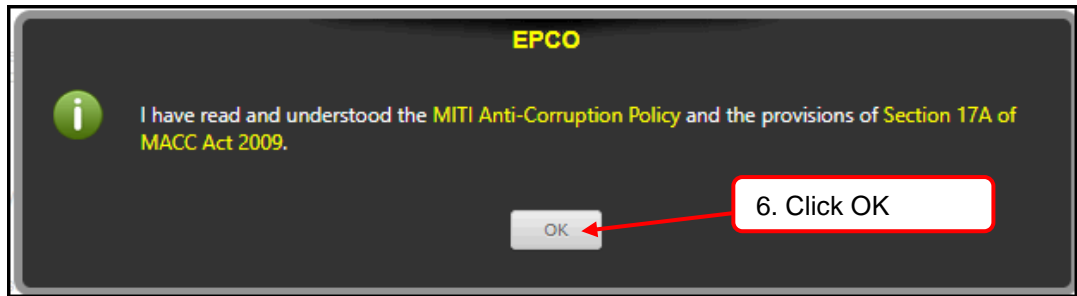 EPCO
I have read and understood the MITI Anti-Corruption Policy and the provisions of Section 17A of
MACC Act 2009.
6. Click OK
OK